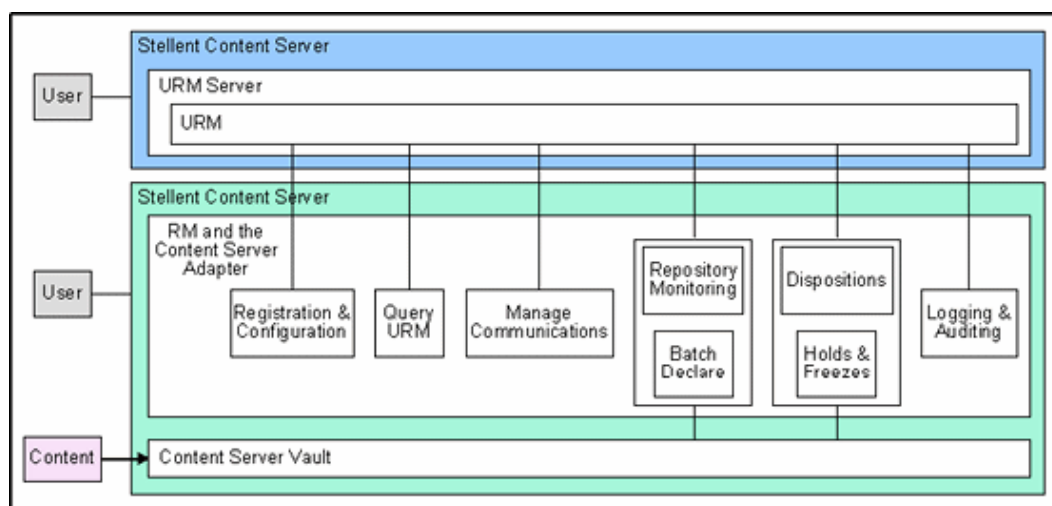 Stellent Content Server
User
URM Server
URM
Stellent Content Server
RM and the
Content Server
Adapter
User
Registration &
Configuration
Query
URM
Manage
Communications
Repository
Monitoring
Batch
Declare
Dispositions
Holds &
Freezes
Logging &
Auditing
Content
Content Server Vault